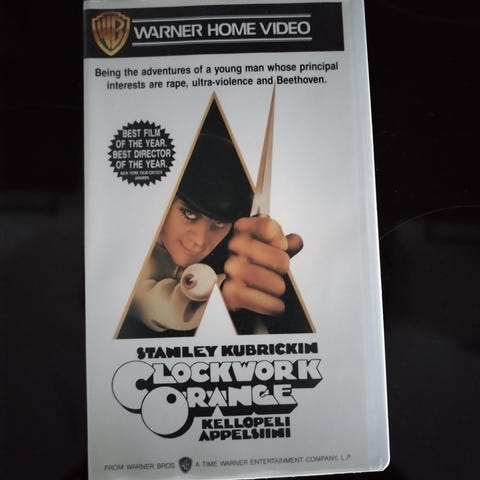 WB WARNER HOME VIDEO
Being the adventures of a young man whose principal
interests are rape, ultra-violence and Beethoven.
BEST FILM
OF THE YEAR.
BEST DIRECTOR
OF THE YEAR.
NEW YORK FILM CRITICS
AWARDS
STANLEY KUBRICKIN
CLOCKWORK
ORANGE
KELLOPELI
APPELSIINI
FROM WARNER BROS WB A TIME WARNER ENTERTAINMENT COMPANY, L.P.